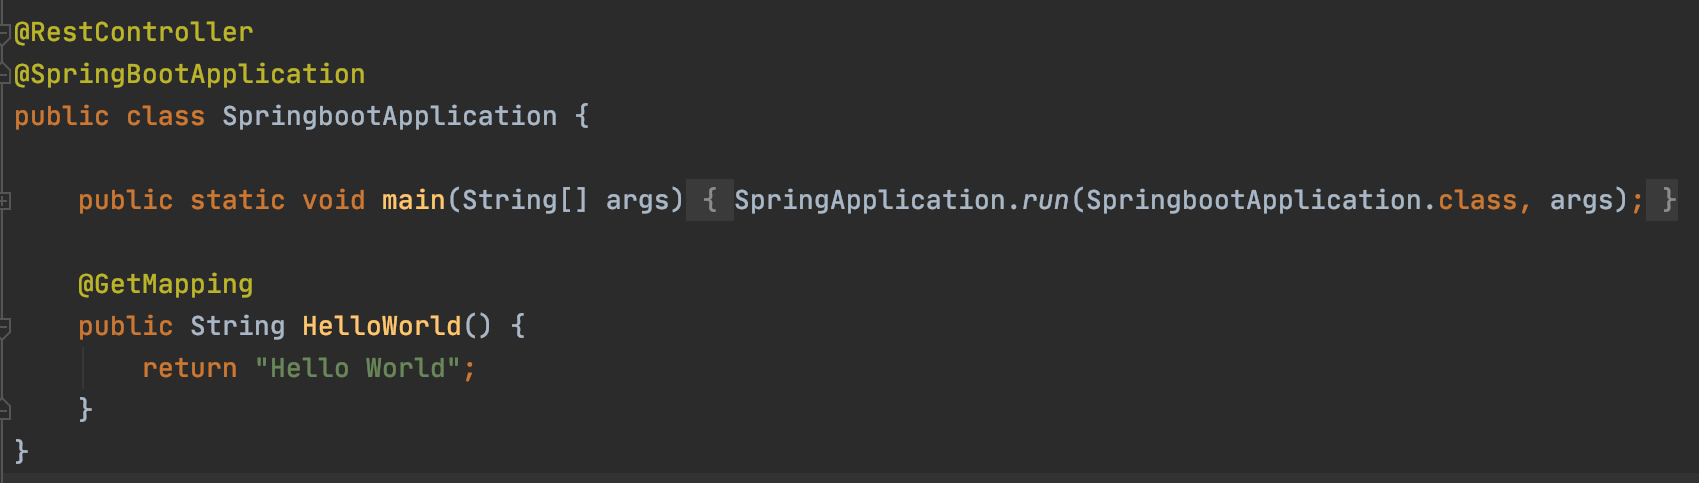 @RestController
@SpringBootApplication
public class SpringbootApplication {
public static void main(String[] args) { SpringApplication.run(SpringbootApplication.class, args); }
@GetMapping
public String HelloWorld() {
return "Hello World";
}
}